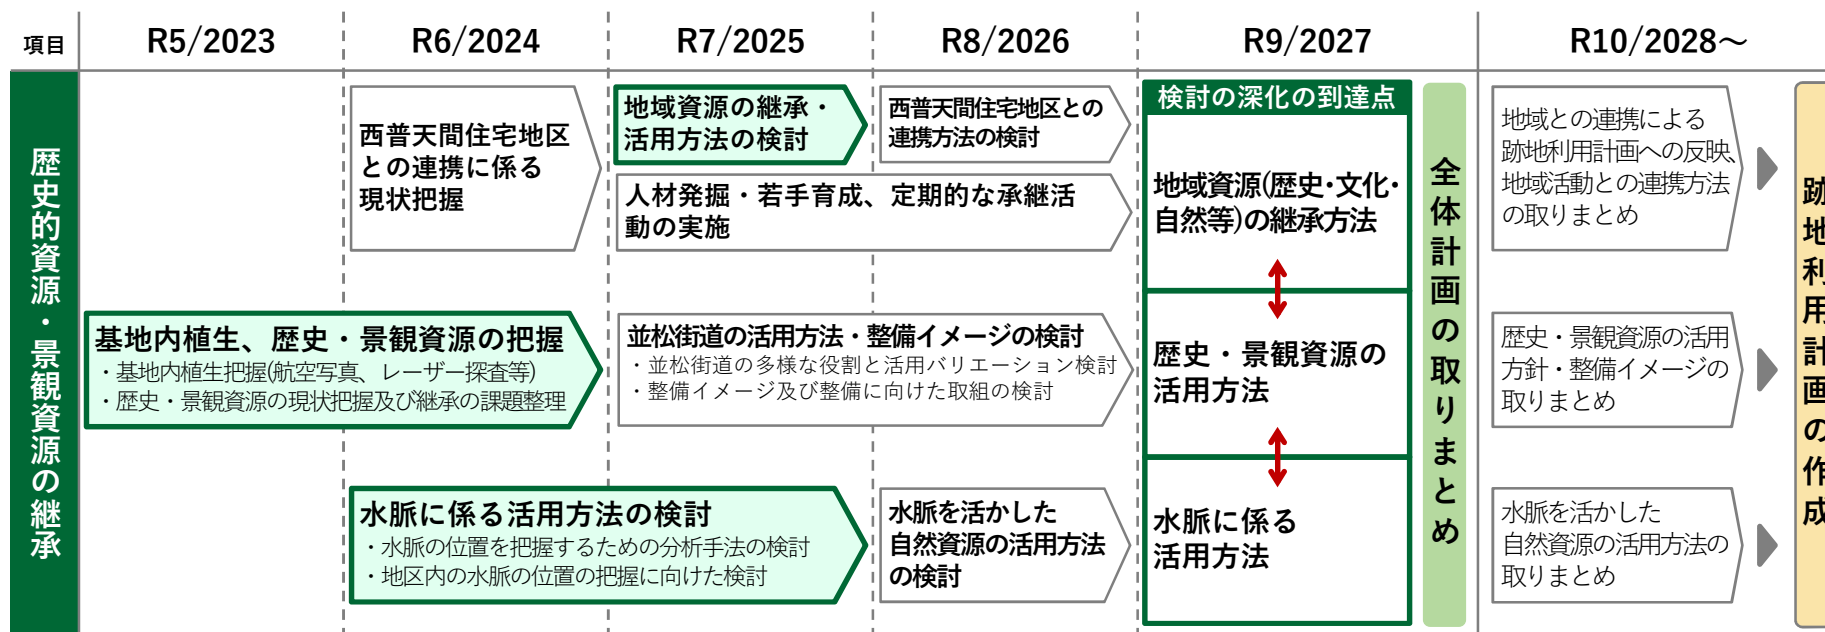 項目
R5/2023
R6/2024
R7/2025
R8/2026
R9/2027
R10/2028～
歴史的資源・景観資源の継承
西普天間住宅地区
との連携に係る
現状把握
地域資源の継承・
活用方法の検討
西普天間住宅地区との
連携方法の検討
人材発掘・若手育成、定期的な承継活
動の実施
基地内植生、歴史・景観資源の把握
・基地内植生把握(航空写真、レーザー探査等)
・歴史・景観資源の現状把握及び継承の課題整理
並松街道の活用方法・整備イメージの検討
・並松街道の多様な役割と活用バリエーション検討
・整備イメージ及び整備に向けた取組の検討
水脈に係る活用方法の検討
・水脈の位置を把握するための分析手法の検討
・地区内の水脈の位置の把握に向けた検討
水脈を活かした
自然資源の活用方法
の検討
検討の深化の到達点
地域資源(歴史・文化・
自然等)の継承方法
歴史・景観資源の
活用方法
水脈に係る
活用方法
全体計画の取りまとめ
地域との連携による
跡地利用計画への反映、
地域活動との連携方法
の取りまとめ
歴史・景観資源の活用
方針・整備イメージの
取りまとめ
水脈を活かした
自然資源の活用方法の
取りまとめ
跡地利用計画の作成